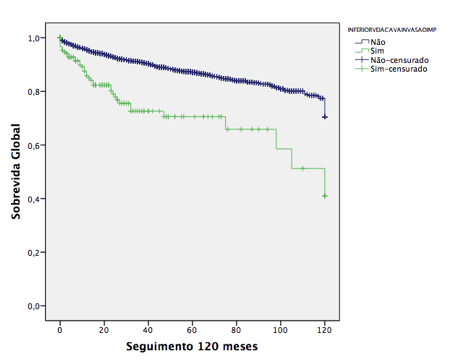 INFERIORVEIACAVAINVASAOIMP
Não
Sim
Não-censurado
Sim-censurado
Sobrevida Global
1,0
0,8
0,6
0,4
0,2
0,0
0 20 40 60 80 100 120
Seguimento 120 meses